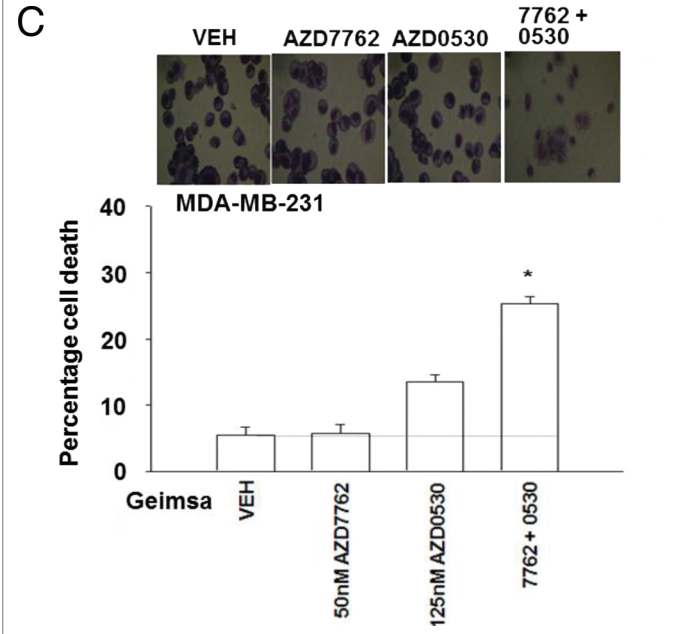 C
VEH
AZD7762
AZD0530
7762 +
0530
MDA-MB-231
Percentage cell death
40
30
20
10
0
*
Geimsa
VEH
50nM AZD7762
125nM AZD0530
7762 + 0530